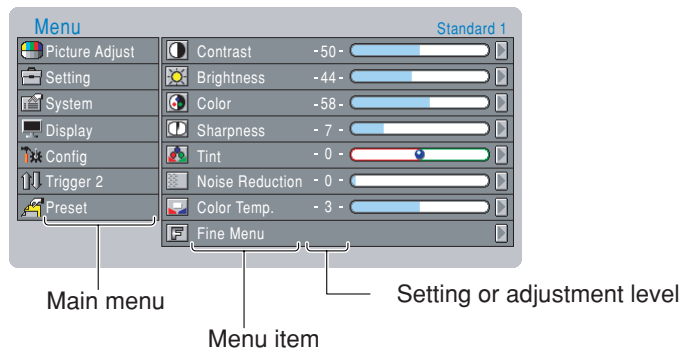 Menu
Standard 1
Picture Adjust
Setting
System
Display
Config
Trigger 2
Preset
Contrast -50-
Brightness -44-
Color -58-
Sharpness - 7 -
Tint - 0 -
Noise Reduction - 0 -
Color Temp. - 3 -
F Fine Menu
Main menu
Menu item
Setting or adjustment level